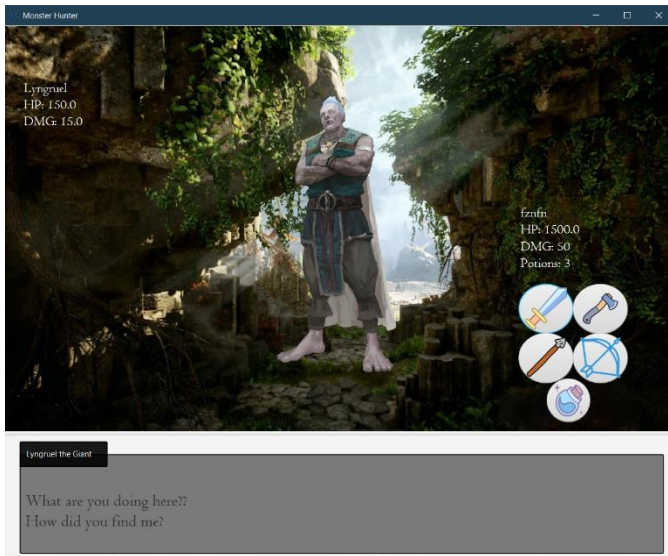 Monster Hunter
Lyngruel
HP: 150.0
DMG: 15.0
fznfn
HP: 1500.0
DMG: 50
Potions: 3
Lyngruel the Giant
What are you doing here??
How did you find me?